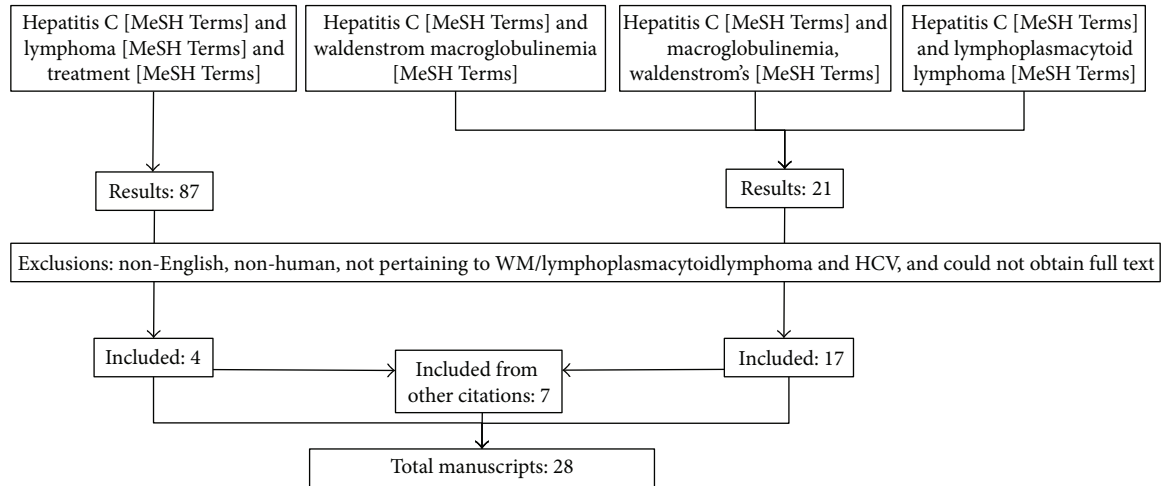 Hepatitis C [MeSH Terms] and
lymphoma [MeSH Terms] and
treatment [MeSH Terms]
Hepatitis C [MeSH Terms] and
waldenstrom macroglobulinemia
[MeSH Terms]
Hepatitis C [MeSH Terms] and
macroglobulinemia,
waldenstrom's [MeSH Terms]
Hepatitis C [MeSH Terms]
and lymphoplasmacytoid
lymphoma [MeSH Terms]
Results: 87
Results: 21
Exclusions: non-English, non-human, not pertaining to WM/lymphoplasmacytoidlymphoma and HCV, and could not obtain full text
Included: 4
Included from
other citations: 7
Included: 17
Total manuscripts: 28